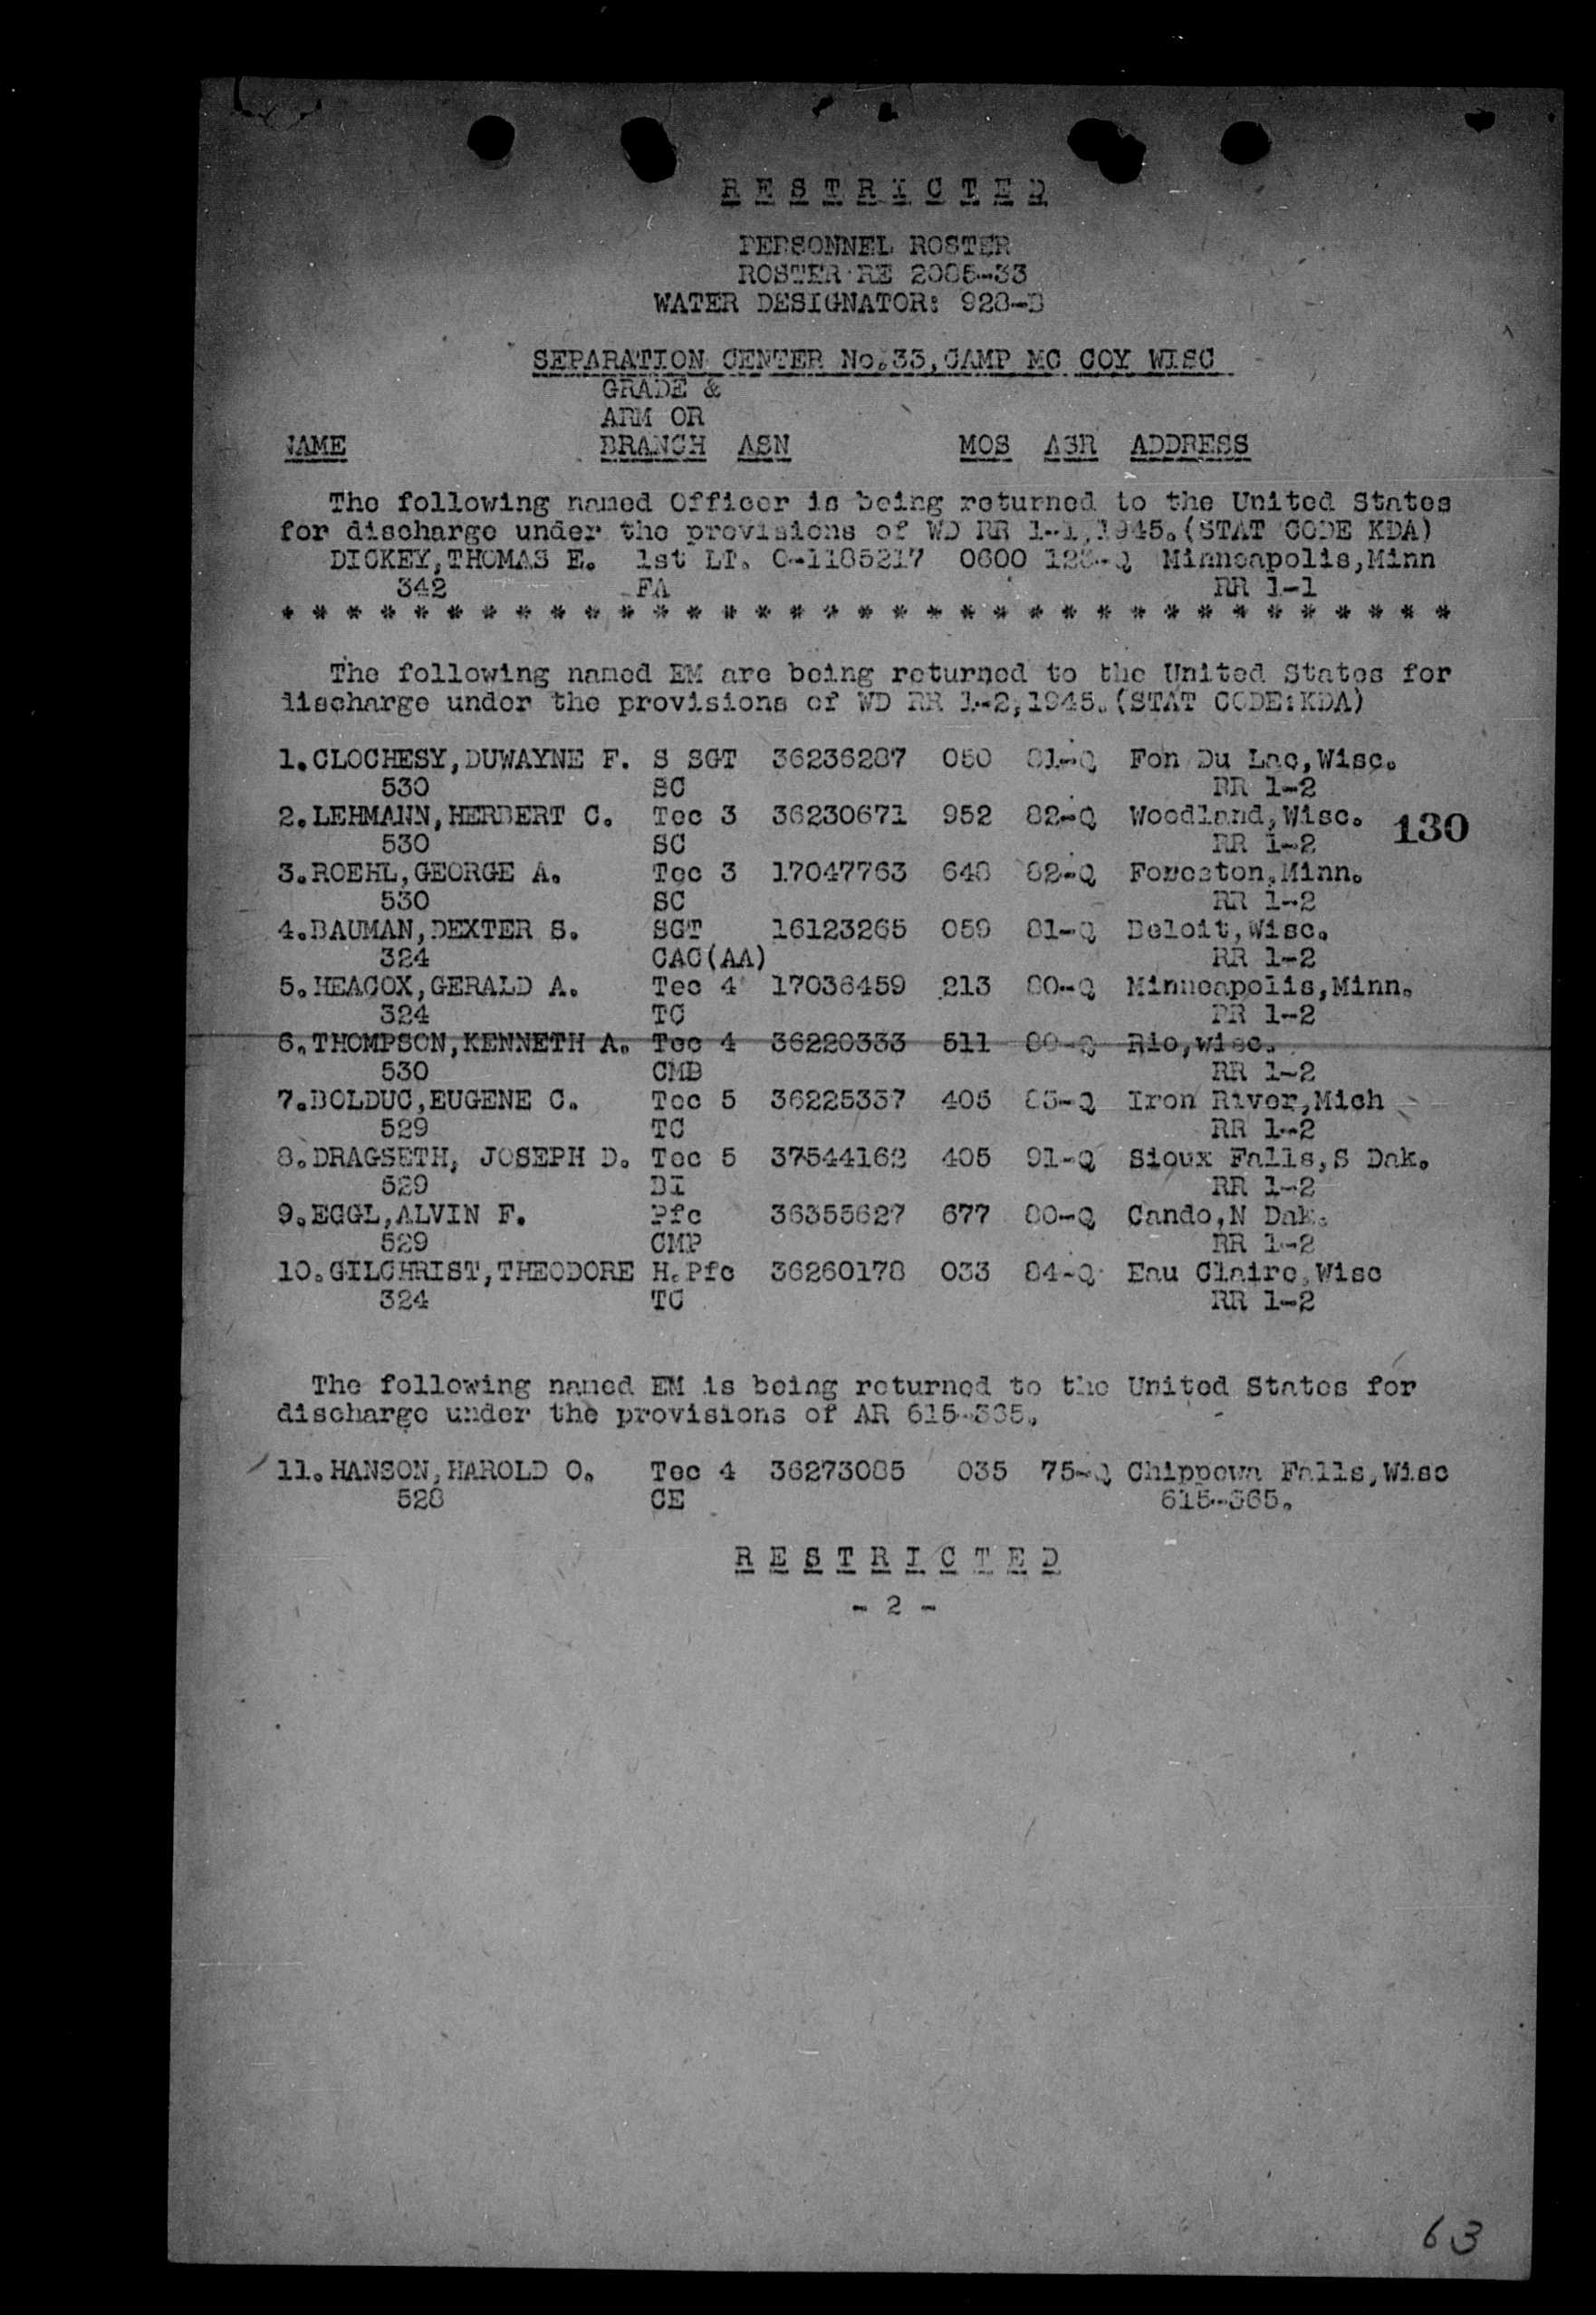 R E S T R I C T E D
PERSONNEL ROSTER
ROSTER RE 2085-33
WATER DESIGNATOR: 928-B
SEPARATION CENTER No.33,CAMP MC COY WISC
GRADE &
ARM OR
NAME BRANCH ASN MOS ASR ADDRESS
The following named Officer is being returned to the United States
for discharge under the provisions of WD RR 1-1,1945.(STAT CODE KDA)
DICKEY,THOMAS E. 1st LT. O-1185217 0600 Minneapolis,Minn
342 FA RR 1-1
* * * * * * * * * * * * * * * * * * * * * * * * * * * * * * * * * * *
The following named EM are being returned to the United States for
discharge under the provisions of WD RR 1-2,1945.(STAT CODE:KDA)
1.CLOCHESY,DUWAYNE F. S SGT 36236287 050 81-Q Fon Du Lac,Wisc.
530 SC RR 1-2
2.LEHMANN,HERBERT C. Tec 3 36230671 952 82-Q Woodland,Wisc.
130
530 SC RR 1-2
3.ROEHL,GEORGE A. Tec 3 17047763 648 82-Q Foreston,Minn.
530 SC RR 1-2
4.BAUMAN,DEXTER S. SGT 16123265 059 81-Q Beloit,Wisc.
324 CAC(AA) RR 1-2
5.HEACOX,GERALD A. Tec 4 17036459 213 80-Q Minneapolis,Minn.
324 TC RR 1-2
6.THOMPSON,KENNETH A. Tec 4 36220333 511 80-Q Rio,Wisc.
530 CMB RR 1-2
7.BOLDUC,EUGENE C. Tec 5 36225337 405 83-Q Iron River,Mich
529 TC RR 1-2
8.DRAGSETH, JOSEPH D. Tec 5 37544162 405 91-Q Sioux Falls,S Dak.
529 BI RR 1-2
9.EGGL,ALVIN F. Pfc 36355627 677 80-Q Cando,N Dak.
529 CMP RR 1-2
10.GILCHRIST,THEODORE H.Pfc 36260178 033 84-Q Eau Claire,Wisc
324 TC RR 1-2
The following named EM is being returned to the United States for
discharge under the provisions of AR 615-365.
11.HANSON,HAROLD O. Tec 4 36273085 035 75-Q Chippewa Falls,Wisc
528 CE 615-365.
R E S T R I C T E D
- 2 -
63